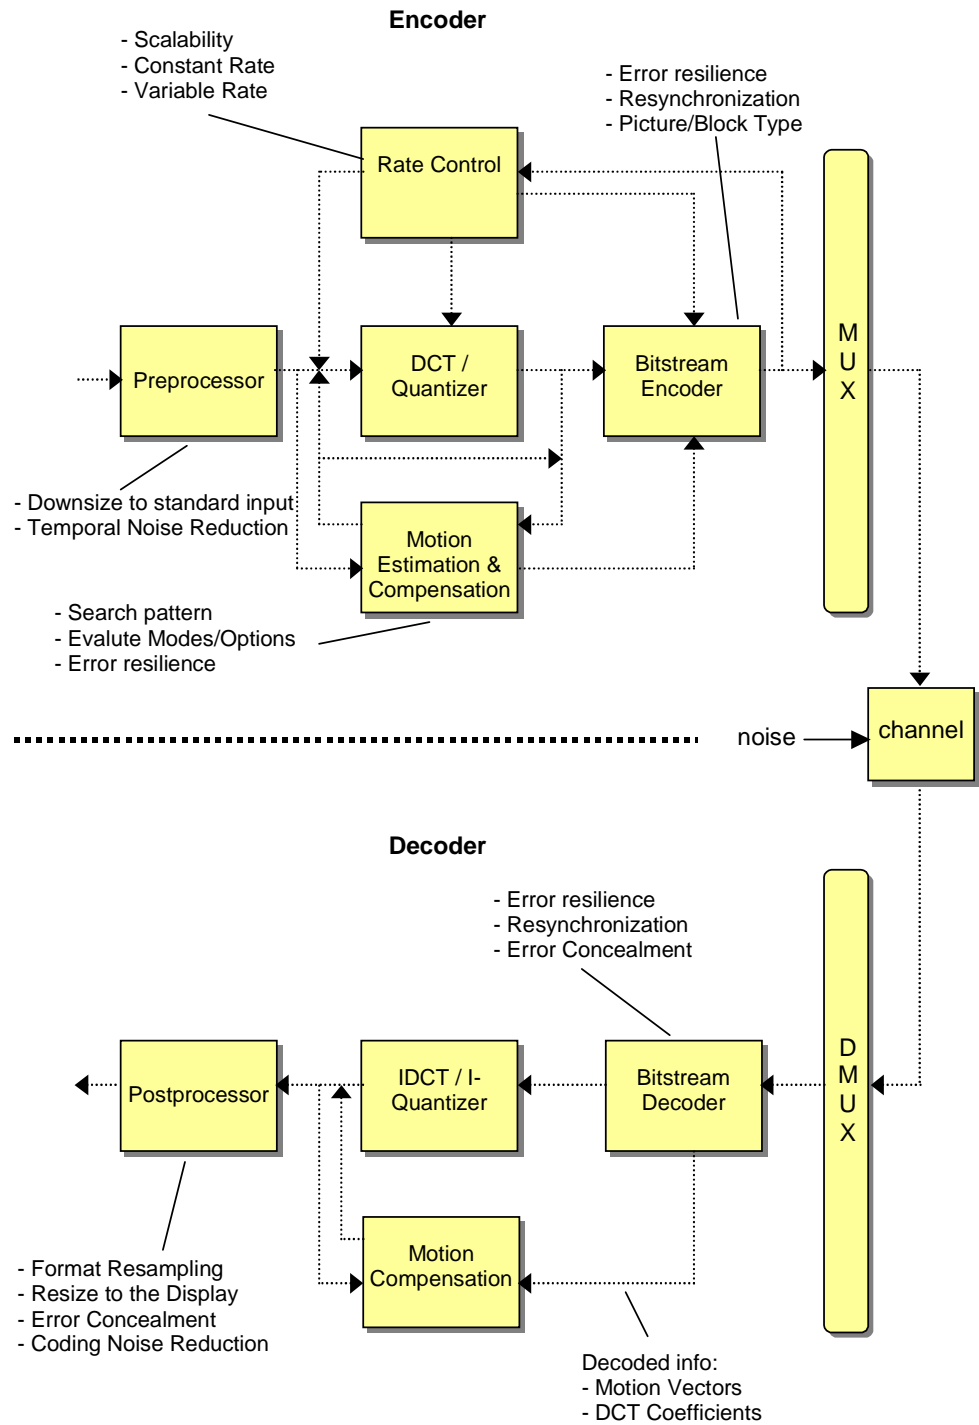 Encoder
- Scalability
- Constant Rate
- Variable Rate
- Error resilience
- Resynchronization
- Picture/Block Type
Rate Control
Preprocessor
DCT /
Quantizer
Bitstream
Encoder
M
U
X
- Downsize to standard input
- Temporal Noise Reduction
Motion
Estimation &
Compensation
- Search pattern
- Evalute Modes/Options
- Error resilience
noise
channel
Decoder
- Error resilience
- Resynchronization
- Error Concealment
Postprocessor
IDCT / I-
Quantizer
Bitstream
Decoder
D
M
U
X
Motion
Compensation
- Format Resampling
- Resize to the Display
- Error Concealment
- Coding Noise Reduction
Decoded info:
- Motion Vectors
- DCT Coefficients